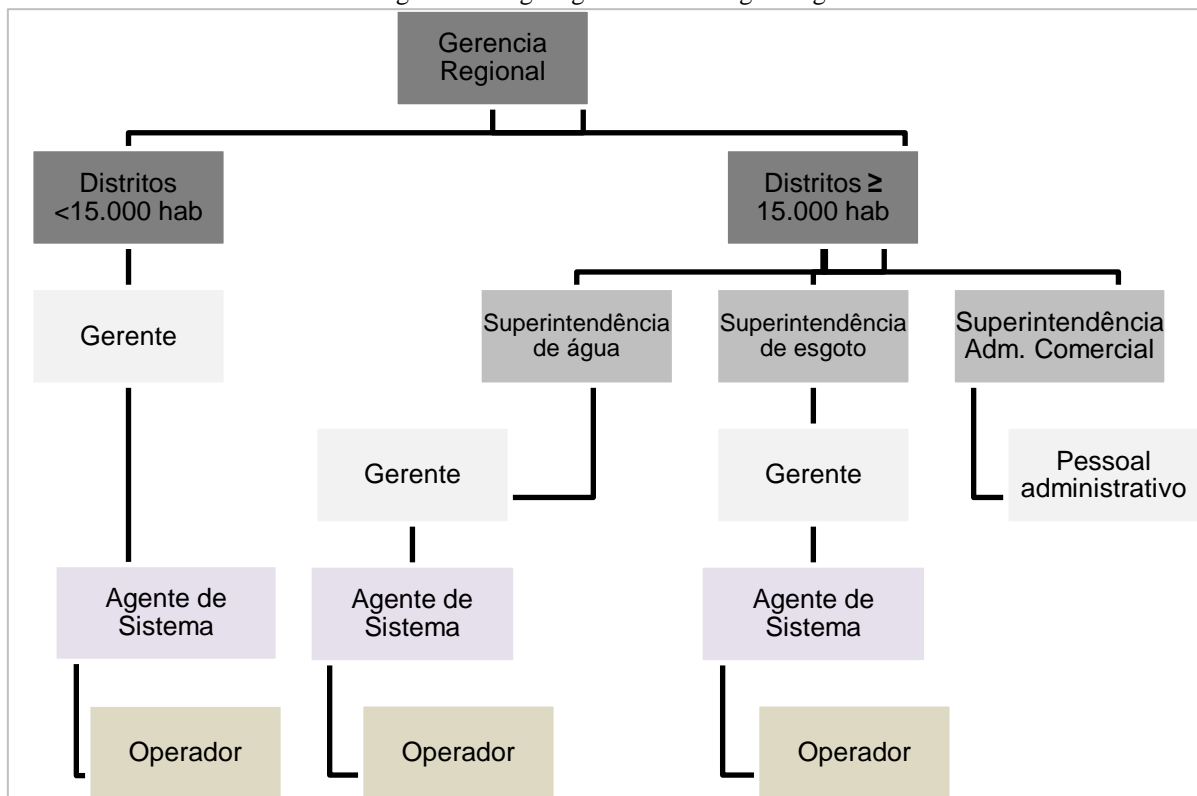 Gerencia
Regional
Distritos
<15.000 hab
Distritos ≥
15.000 hab
Gerente
Superintendência
de água
Superintendência
de esgoto
Superintendência
Adm. Comercial
Gerente
Gerente
Pessoal
administrativo
Agente de
Sistema
Agente de
Sistema
Agente de
Sistema
Operador
Operador
Operador